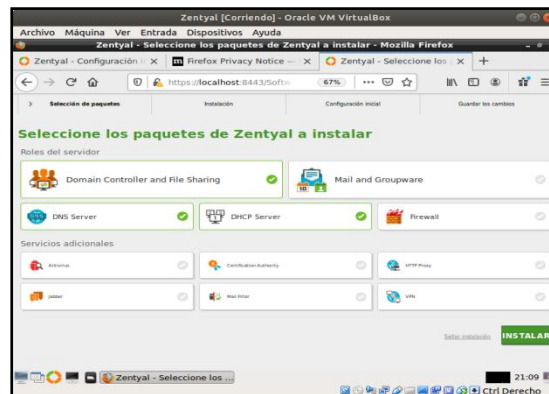 Zentyal [Corriendo] - Oracle VM VirtualBox
Archivo Máquina Ver Entrada Dispositivos Ayuda
Zentyal - Seleccione los paquetes de Zentyal a instalar - Mozilla Firefox
Zentyal - Configuración i
Firefox Privacy Notice —
Zentyal - Seleccione los p
https://localhost:8443/Softw
67%
Selección de paquetes
Instalación
Configuración inicial
Guardar los cambios
Seleccione los paquetes de Zentyal a instalar
Roles del servidor
Domain Controller and File Sharing
Mail and Groupware
DNS Server
DHCP Server
Firewall
Servicios adicionales
Antivirus
Certification Authority
HTTP Proxy
Jabber
Mail Filter
VPN
Saltar instalación
INSTALAR
Zentyal - Seleccione los ...
21:09
Ctrl Derecho